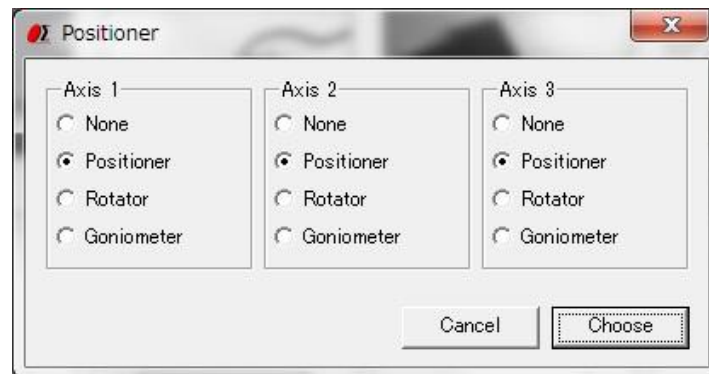 Positioner
Axis 1 Axis 2 Axis 3
None None None
Positioner Positioner Positioner
Rotator Rotator Rotator
Goniometer Goniometer Goniometer
Cancel Choose